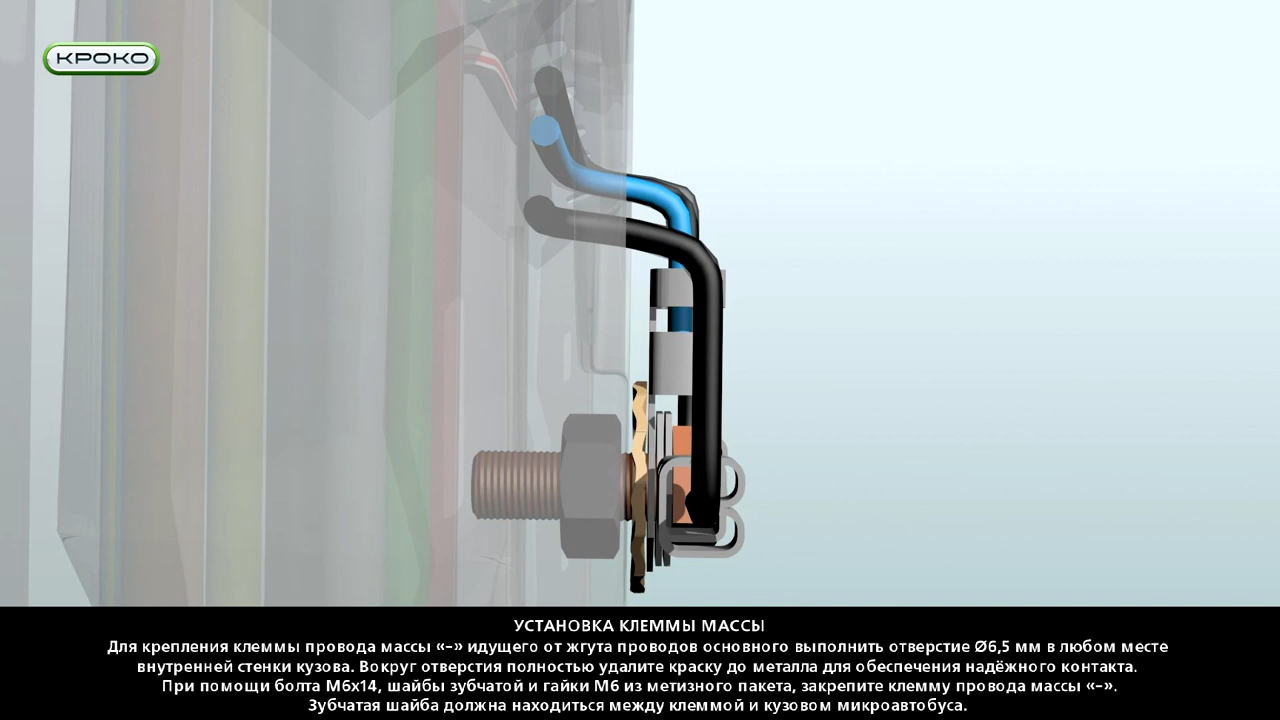 КРОКО
УСТАНОВКА КЛЕММЫ МАССЫ
Для крепления клеммы провода массы «-» идущего от жгута проводов основного выполнить отверстие Ø6,5 мм в любом месте
внутренней стенки кузова. Вокруг отверстия полностью удалите краску до металла для обеспечения надёжного контакта.
При помощи болта М6х14, шайбы зубчатой и гайки М6 из метизного пакета, закрепите клемму провода массы «-».
Зубчатая шайба должна находиться между клеммой и кузовом микроавтобуса.